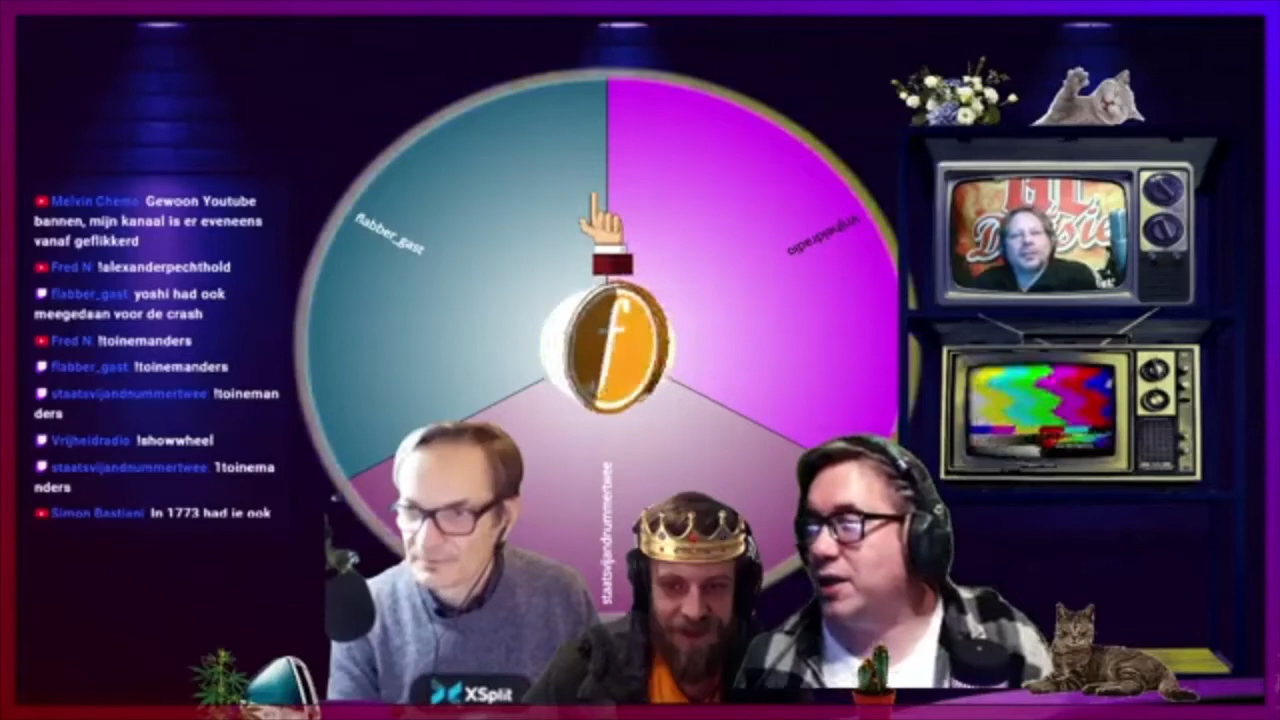 Melvin Chemo Gewoon Youtube
bannen, mijn kanaal is er eveneens
vanaf geflikkerd
Fred N !alexanderpechthold
flabber_gast yoshi had ook
meegedaan voor de crash
Fred N !toinemanders
flabber_gast !toinemanders
staatsvijandnummertwee !toineman
ders
Vrijheidradio !showwheel
staatsvijandnummertwee 1toinema
nders
Simon Bastiani In 1773 had je ook
flabber_gast
vrijheidradio
staatsvijandnummertwee
f
XSplit